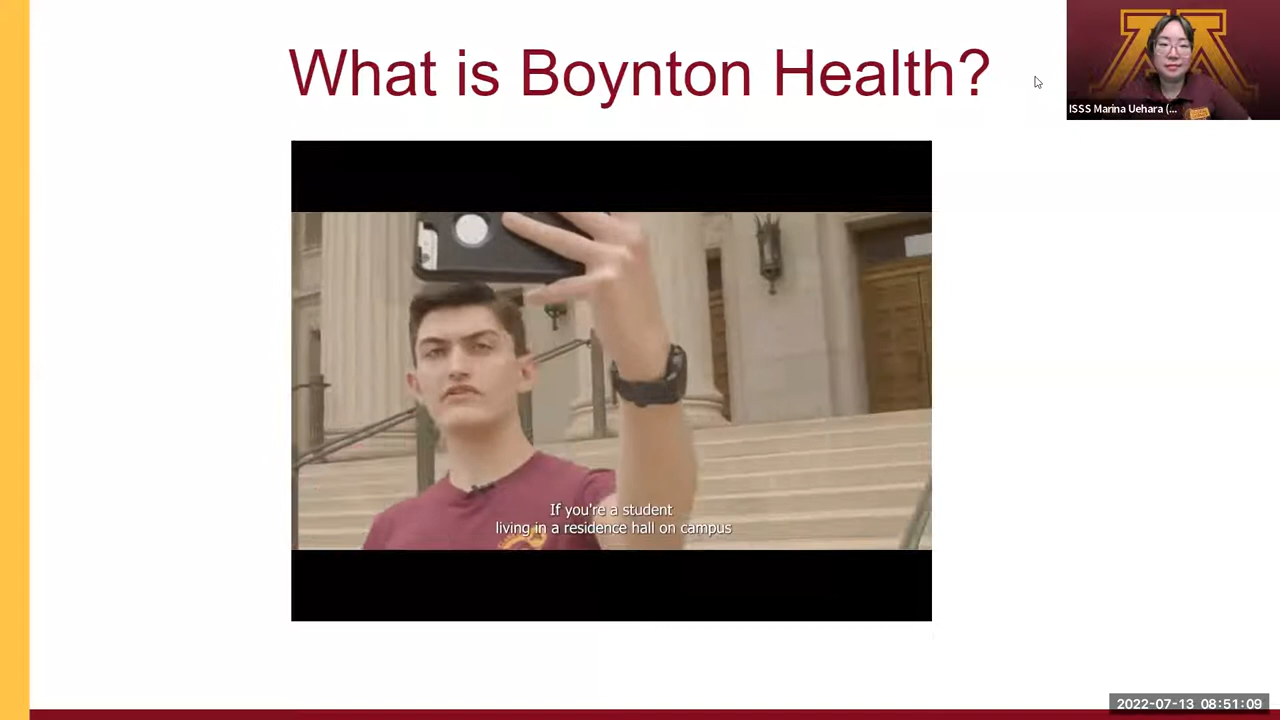 What is Boynton Health?
ISSS Marina Uehara (...
If you're a student
living in a residence hall on campus
2022-07-13 08:51:09